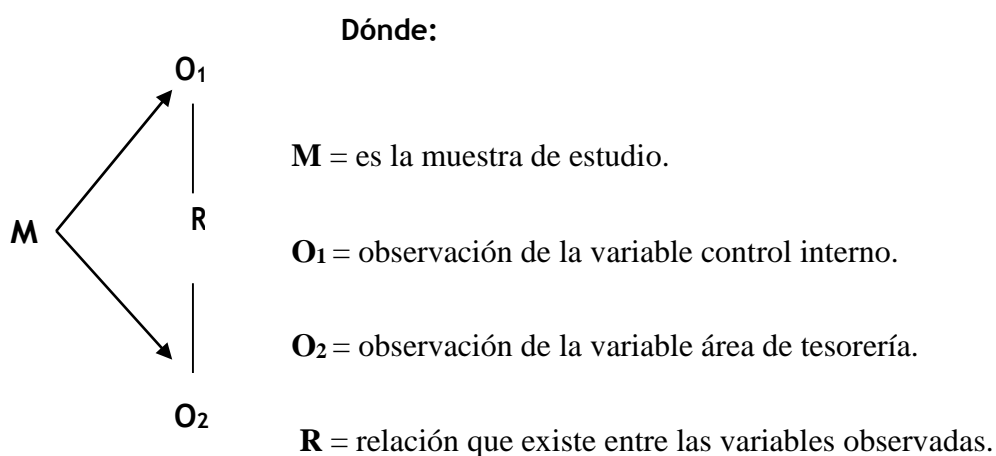 Dónde:
O1
M = es la muestra de estudio.
R
M
O1 = observación de la variable control interno.
O2 = observación de la variable área de tesorería.
O2
R = relación que existe entre las variables observadas.